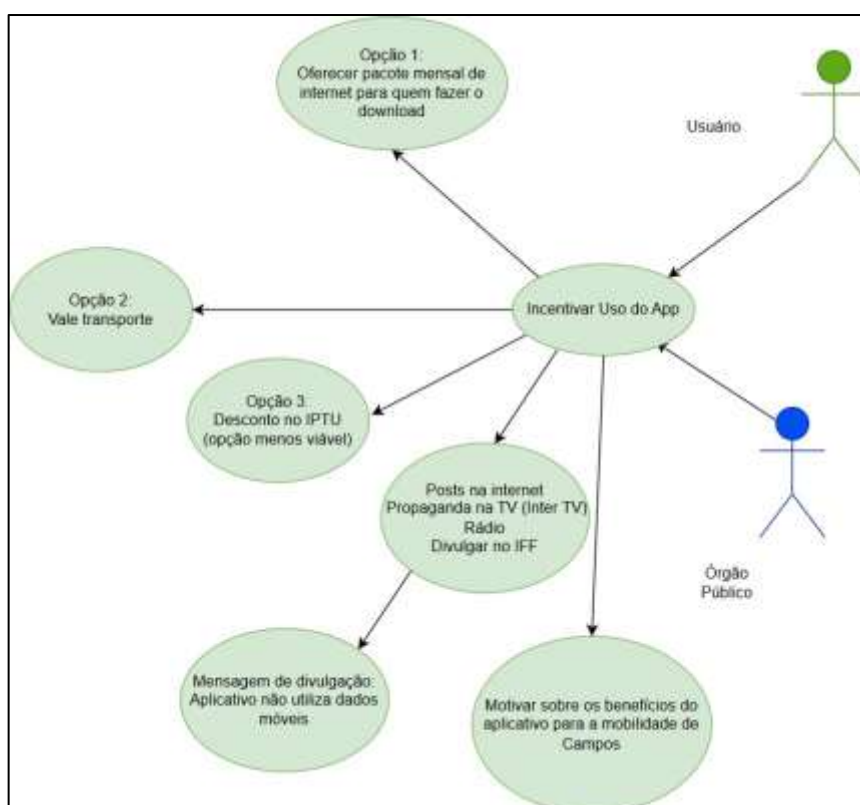 Opção 1:
Oferecer pacote mensal de
internet para quem fazer o
download
Usuário
Opção 2:
Vale transporte
Incentivar Uso do App
Opção 3:
Desconto no IPTU
(opção menos viável)
Posts na internet
Propaganda na TV (Inter TV)
Rádio
Divulgar no IFF
Órgão
Público
Mensagem de divulgação:
Aplicativo não utiliza dados
móveis
Motivar sobre os benefícios do
aplicativo para a mobilidade de
Campos